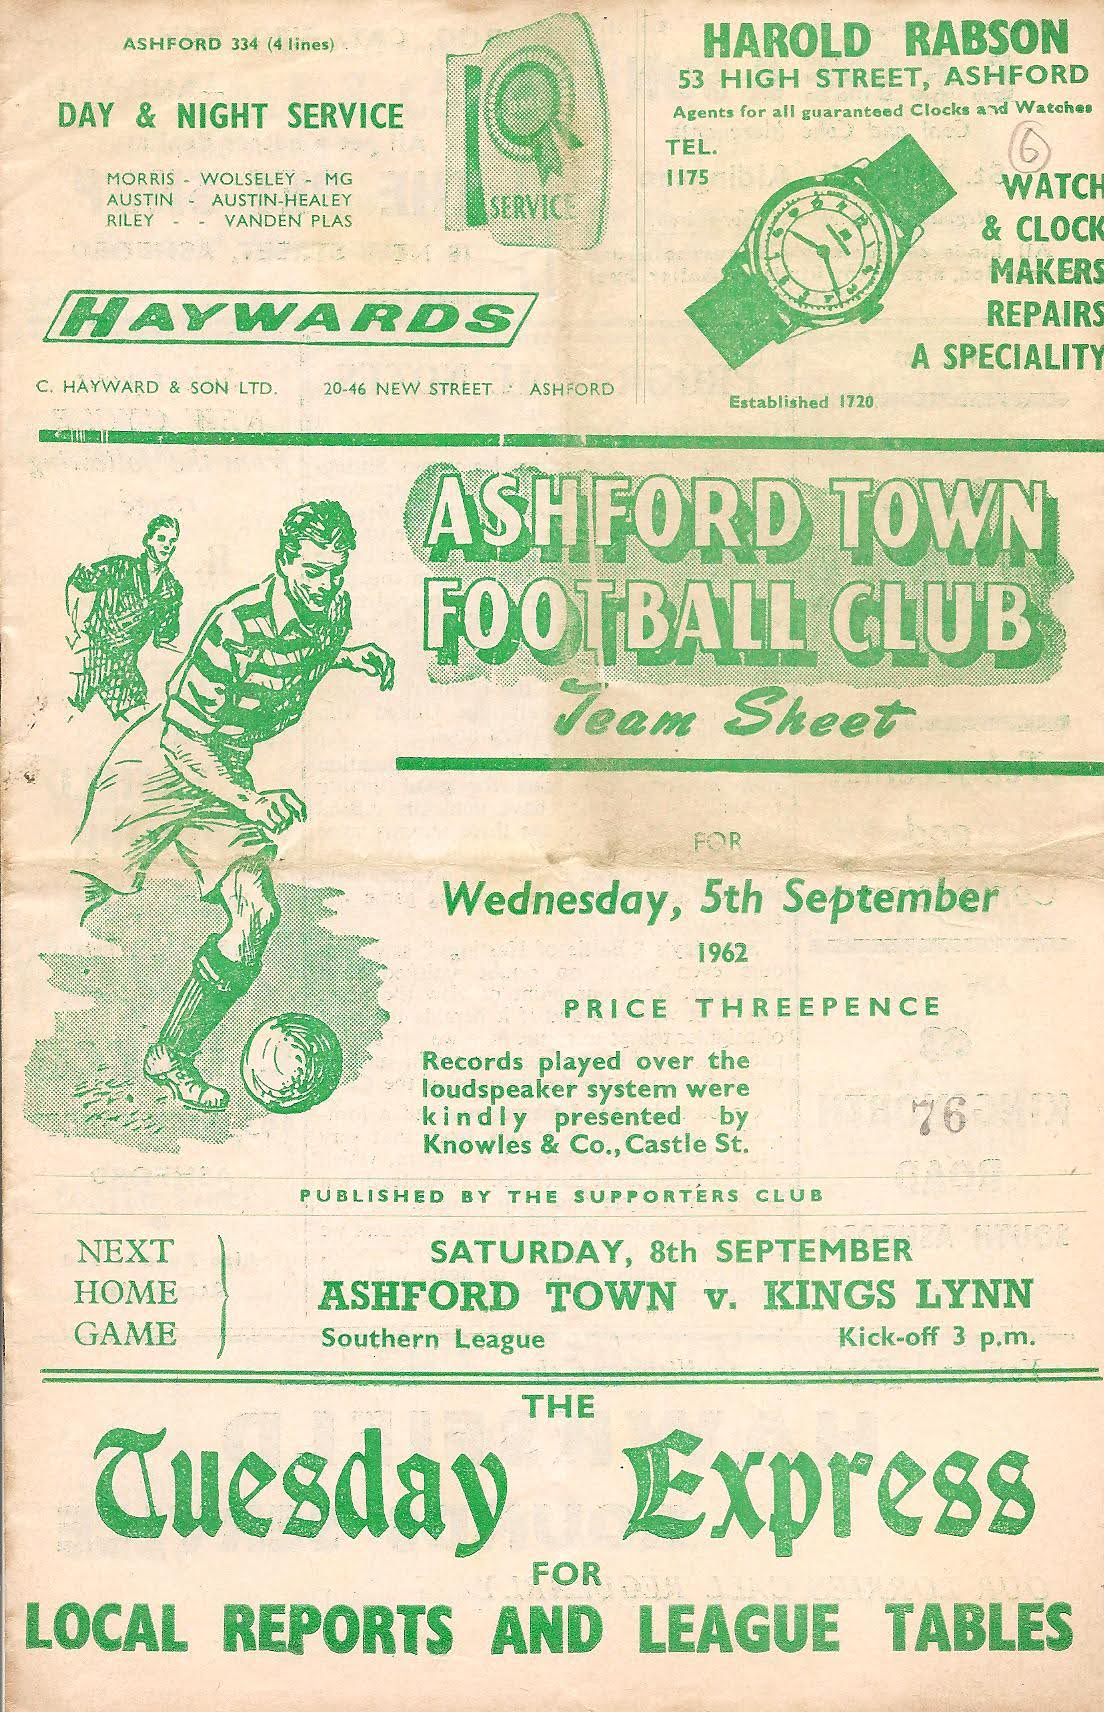 ASHFORD 334 (4 lines)
DAY & NIGHT SERVICE
MORRIS - WOLSELEY - MG
AUSTIN - AUSTIN-HEALEY
RILEY - - VANDEN PLAS
SERVICE
HAYWARDS
C. HAYWARD & SON LTD. 20-46 NEW STREET - ASHFORD
HAROLD RABSON
53 HIGH STREET, ASHFORD
Agents for all guaranteed Clocks and Watches
TEL.
1175
6
WATCH
& CLOCK
MAKERS
REPAIRS
A SPECIALITY
Established 1720
ASHFORD TOWN
FOOTBALL CLUB
Team Sheet
FOR
Wednesday, 5th September
1962
PRICE THREEPENCE
Records played over the
loudspeaker system were
kindly presented by
Knowles & Co., Castle St.
76
PUBLISHED BY THE SUPPORTERS CLUB
NEXT
HOME
GAME
SATURDAY, 8th SEPTEMBER
ASHFORD TOWN v. KINGS LYNN
Southern League Kick-off 3 p.m.
THE
Tuesday Express
FOR
LOCAL REPORTS AND LEAGUE TABLES